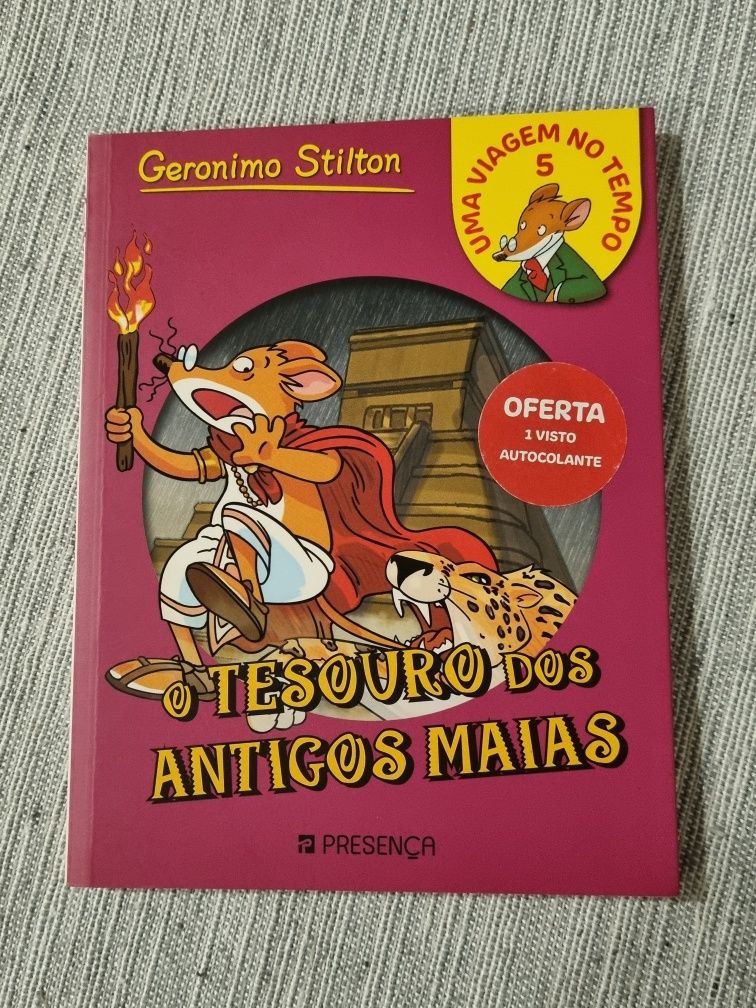 Geronimo Stilton
UMA VIAGEM NO TEMPO
5
OFERTA
1 VISTO
AUTOCOLANTE
O TESOURO DOS
ANTIGOS MAIAS
PRESENÇA